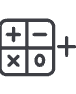 + − +
× 0